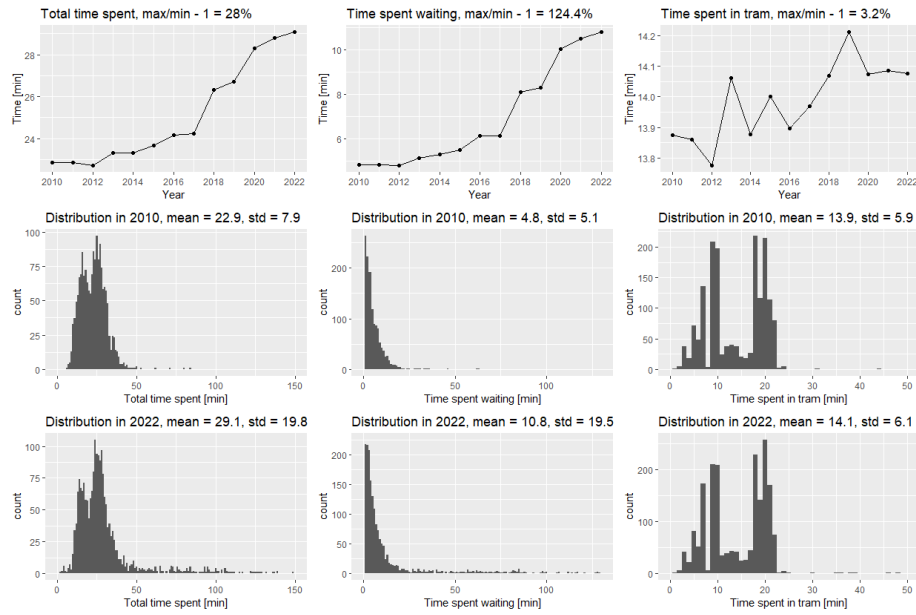 Total time spent, max/min - 1 = 28%
Time [min]
28
26
24
2010 2012 2014 2016 2018 2020 2022
Year
Time spent waiting, max/min - 1 = 124.4%
Time [min]
10
8
6
2010 2012 2014 2016 2018 2020 2022
Year
Time spent in tram, max/min - 1 = 3.2%
Time [min]
14.2
14.1
14.0
13.9
13.8
2010 2012 2014 2016 2018 2020 2022
Year
Distribution in 2010, mean = 22.9, std = 7.9
count
100
75
50
25
0
0 50 100 150
Total time spent [min]
Distribution in 2010, mean = 4.8, std = 5.1
count
200
100
0
0 50 100
Time spent waiting [min]
Distribution in 2010, mean = 13.9, std = 5.9
count
200
150
100
50
0
0 10 20 30 40 50
Time spent in tram [min]
Distribution in 2022, mean = 29.1, std = 19.8
count
100
75
50
25
0
0 50 100 150
Total time spent [min]
Distribution in 2022, mean = 10.8, std = 19.5
count
200
150
100
50
0
0 50 100
Time spent waiting [min]
Distribution in 2022, mean = 14.1, std = 6.1
count
200
100
0
0 10 20 30 40 50
Time spent in tram [min]